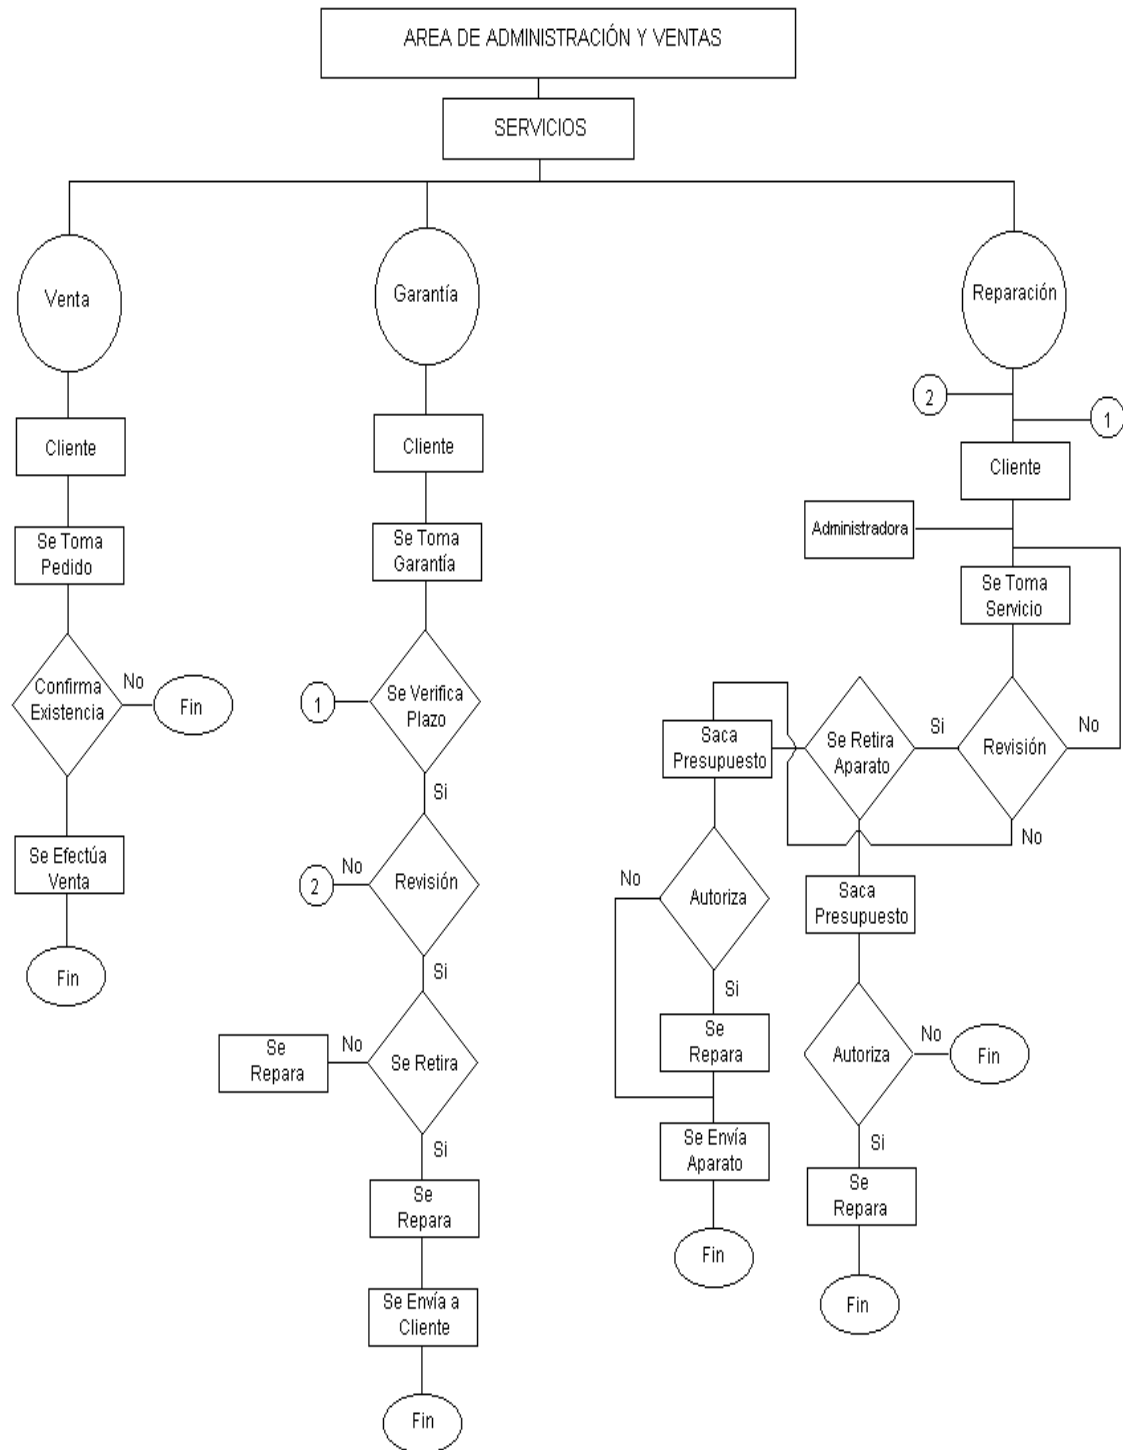 AREA DE ADMINISTRACIÓN Y VENTAS
SERVICIOS
Venta
Cliente
Se Toma
Pedido
Confirma
Existencia
No
Fin
Se Efectúa
Venta
Fin
Garantía
Cliente
Se Toma
Garantía
Se Verifica
Plazo
1
Si
Revisión
No
2
Si
Se Retira
No
Se
Repara
Si
Se
Repara
Se Envía a
Cliente
Fin
Reparación
2
1
Cliente
Administradora
Se Toma
Servicio
Revisión
No
Si
No
Se Retira
Aparato
Saca
Presupuesto
Autoriza
No
Si
Se
Repara
Se Envía
Aparato
Fin
Saca
Presupuesto
Autoriza
No
Fin
Si
Se
Repara
Fin